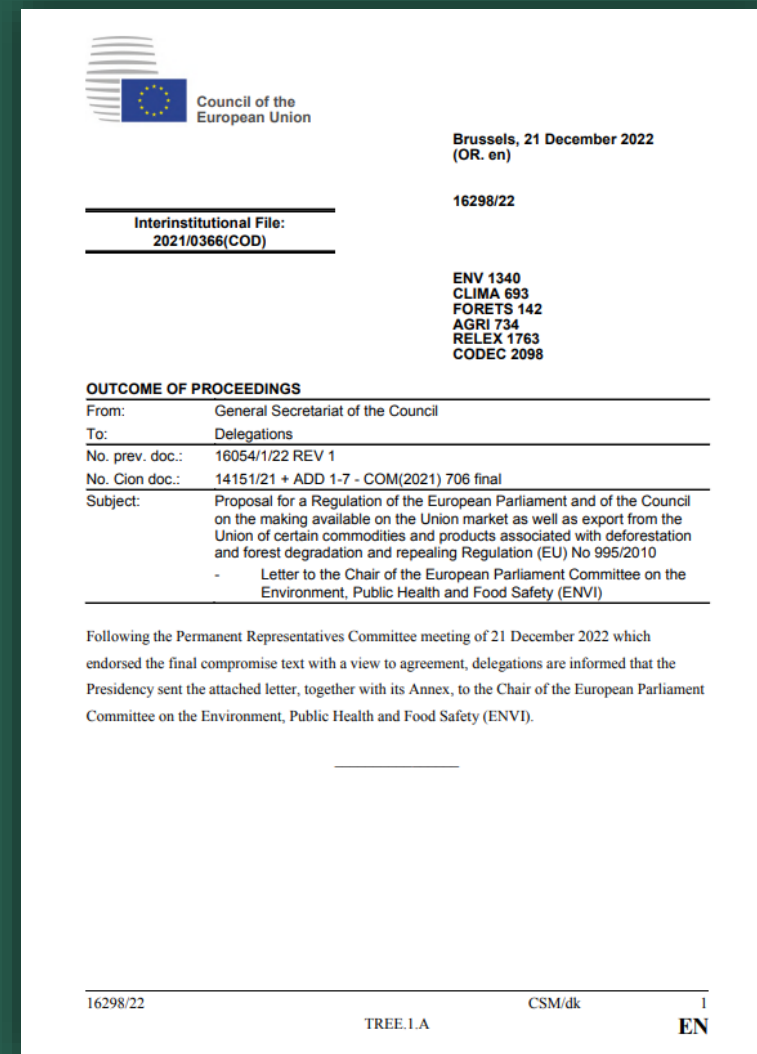 Council of the
European Union
Brussels, 21 December 2022
(OR. en)
16298/22
Interinstitutional File:
2021/0366(COD)
ENV 1340
CLIMA 693
FORETS 142
AGRI 734
RELEX 1763
CODEC 2098
OUTCOME OF PROCEEDINGS
From: General Secretariat of the Council
To: Delegations
No. prev. doc.: 16054/1/22 REV 1
No. Cion doc.: 14151/21 + ADD 1-7 - COM(2021) 706 final
Subject: Proposal for a Regulation of the European Parliament and of the Council
on the making available on the Union market as well as export from the
Union of certain commodities and products associated with deforestation
and forest degradation and repealing Regulation (EU) No 995/2010
- Letter to the Chair of the European Parliament Committee on the
Environment, Public Health and Food Safety (ENVI)
Following the Permanent Representatives Committee meeting of 21 December 2022 which
endorsed the final compromise text with a view to agreement, delegations are informed that the
Presidency sent the attached letter, together with its Annex, to the Chair of the European Parliament
Committee on the Environment, Public Health and Food Safety (ENVI).
16298/22 CSM/dk 1
TREE.1.A EN